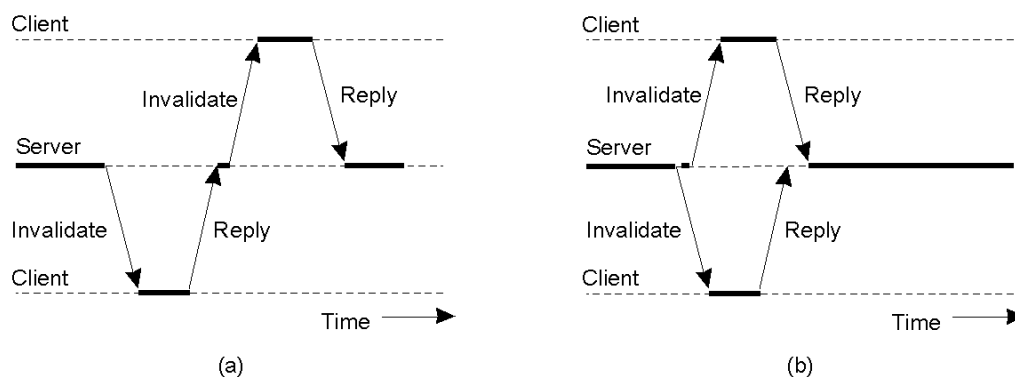 Client
Invalidate
Reply
Server
Invalidate
Reply
Client
Time
(a)
Client
Invalidate
Reply
Server
Invalidate
Reply
Client
Time
(b)